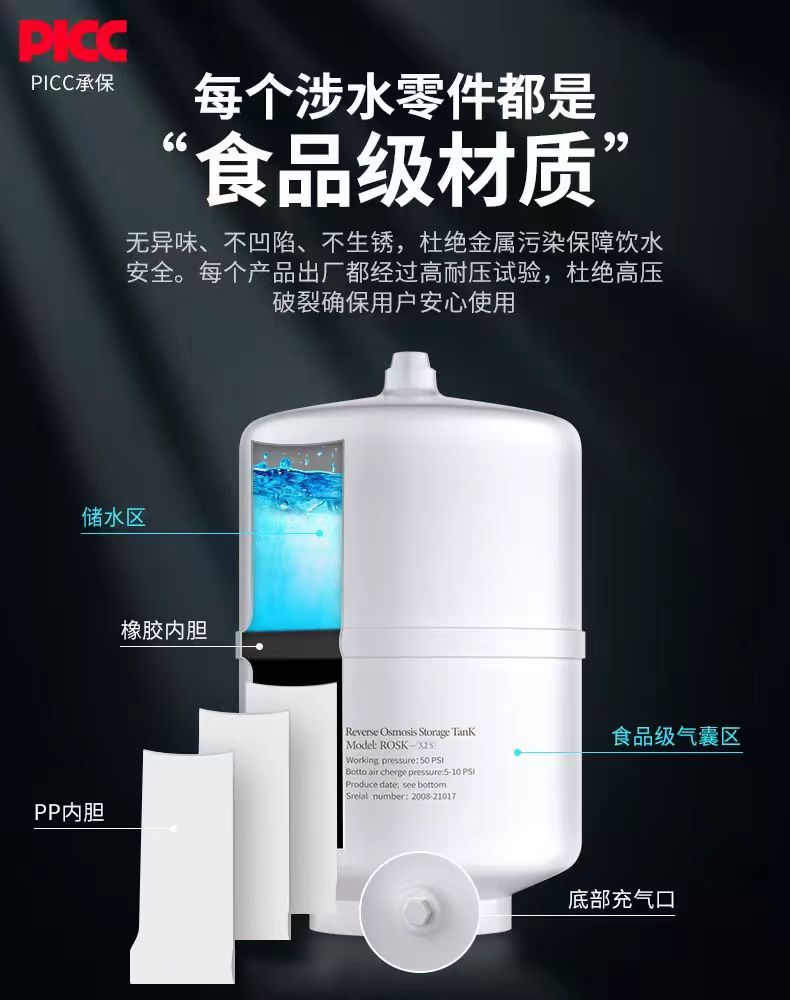 PICC
PICC承保
每个涉水零件都是
“食品级材质”
无异味、不凹陷、不生锈，杜绝金属污染保障饮水
安全。每个产品出厂都经过高耐压试验，杜绝高压
破裂确保用户安心使用
储水区
橡胶内胆
Reverse Osmosis Storage TanK
Model: ROSK-3.2 S
Working pressure: 50 PSI
Botto air cherge pressure:5-10 PSI
Produce date: see bottom
Sreial number: 2008-21017
食品级气囊区
PP内胆
底部充气口